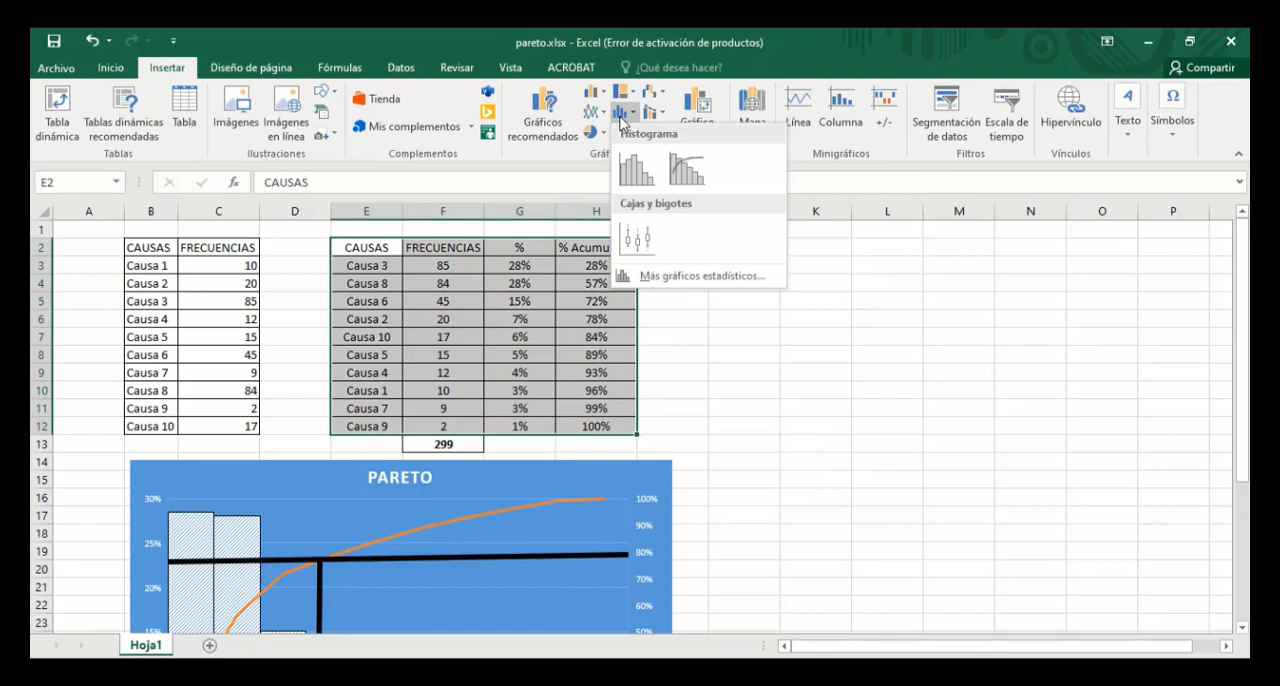 pareto.xlsx - Excel (Error de activación de productos)
Archivo Inicio Insertar Diseño de página Fórmulas Datos Revisar Vista ACROBAT ¿Qué desea hacer? Compartir
Tabla dinámica
Tablas dinámicas recomendadas
Tabla
Imágenes
Imágenes en línea
Tienda
Mis complementos
Gráficos recomendados
Línea
Columna
+/-
Segmentación de datos
Escala de tiempo
Hipervínculo
Texto
Símbolos
Tablas Ilustraciones Complementos Minigráficos Filtros Vínculos
Histograma
Cajas y bigotes
Más gráficos estadísticos...
E2 fx CAUSAS
A B C D E F G H K L M N O P
1
2 CAUSAS FRECUENCIAS CAUSAS FRECUENCIAS % % Acumu
3 Causa 1 10 Causa 3 85 28% 28%
4 Causa 2 20 Causa 8 84 28% 57%
5 Causa 3 85 Causa 6 45 15% 72%
6 Causa 4 12 Causa 2 20 7% 78%
7 Causa 5 15 Causa 10 17 6% 84%
8 Causa 6 45 Causa 5 15 5% 89%
9 Causa 7 9 Causa 4 12 4% 93%
10 Causa 8 84 Causa 1 10 3% 96%
11 Causa 9 2 Causa 7 9 3% 99%
12 Causa 10 17 Causa 9 2 1% 100%
13 299
14
15 PARETO
16 30% 100%
17
18 90%
19 25% 80%
20
21 20% 70%
22 60%
23
Hoja1